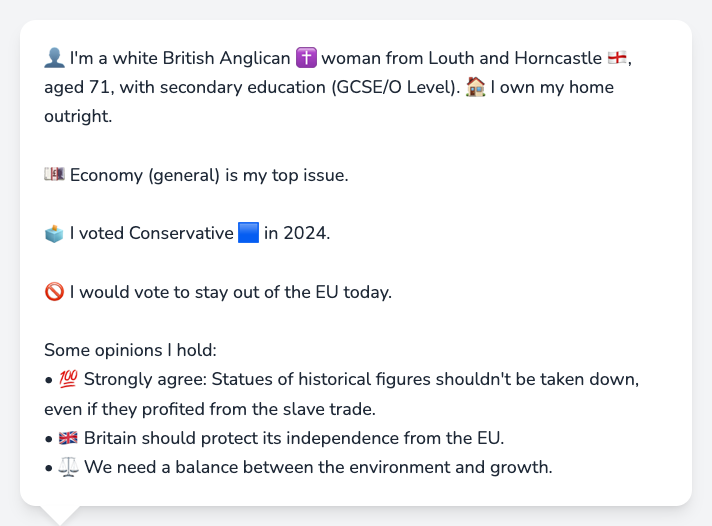 👤 I'm a white British Anglican ✝️ woman from Louth and Horncastle 🏴󠁧󠁢󠁥󠁮󠁧󠁿,
aged 71, with secondary education (GCSE/O Level). 🏠 I own my home
outright.
💷 Economy (general) is my top issue.
🗳️ I voted Conservative 🟦 in 2024.
🚫 I would vote to stay out of the EU today.
Some opinions I hold:
• 💯 Strongly agree: Statues of historical figures shouldn't be taken down,
even if they profited from the slave trade.
• 🇬🇧 Britain should protect its independence from the EU.
• ⚖️ We need a balance between the environment and growth.